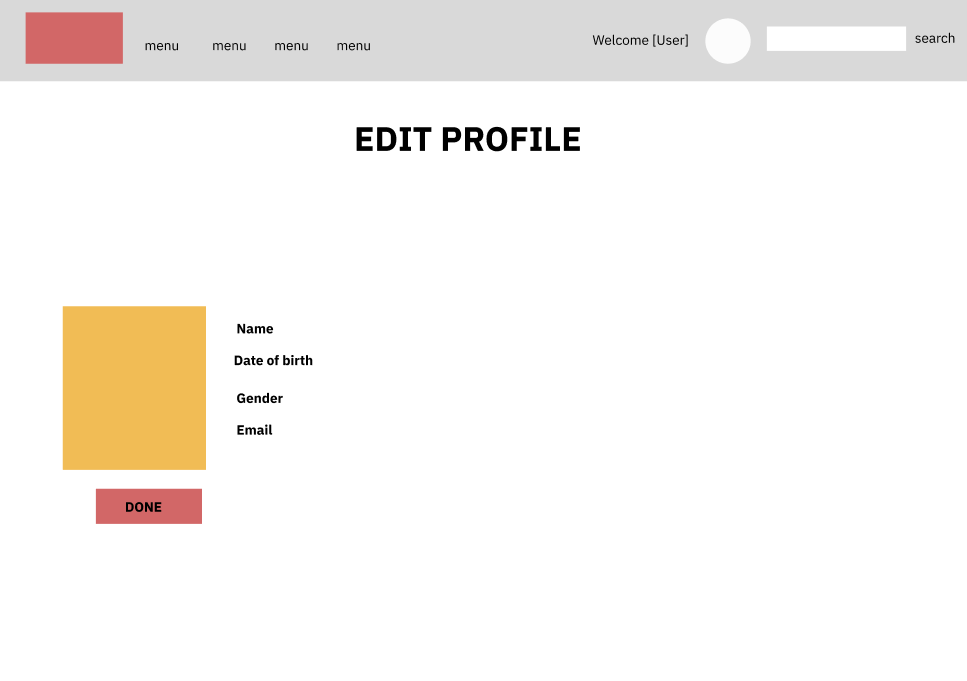 menu menu menu menu Welcome [User] search
EDIT PROFILE
Name
Date of birth
Gender
Email
DONE